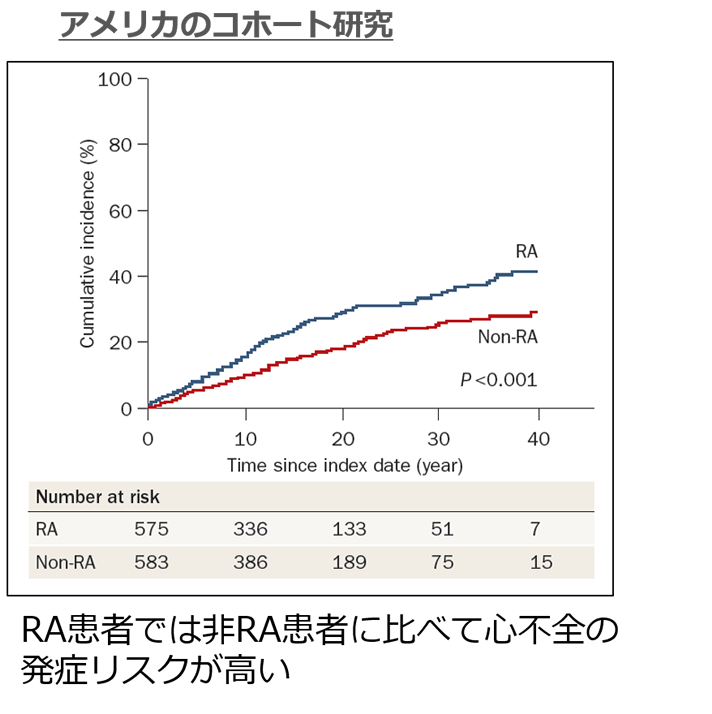 アメリカのコホート研究
100
80
60
40
20
0
Cumulative incidence (%)
RA
Non-RA
P<0.001
0 10 20 30 40
Time since index date (year)
Number at risk
RA 575 336 133 51 7
Non-RA 583 386 189 75 15
RA患者では非RA患者に比べて心不全の
発症リスクが高い